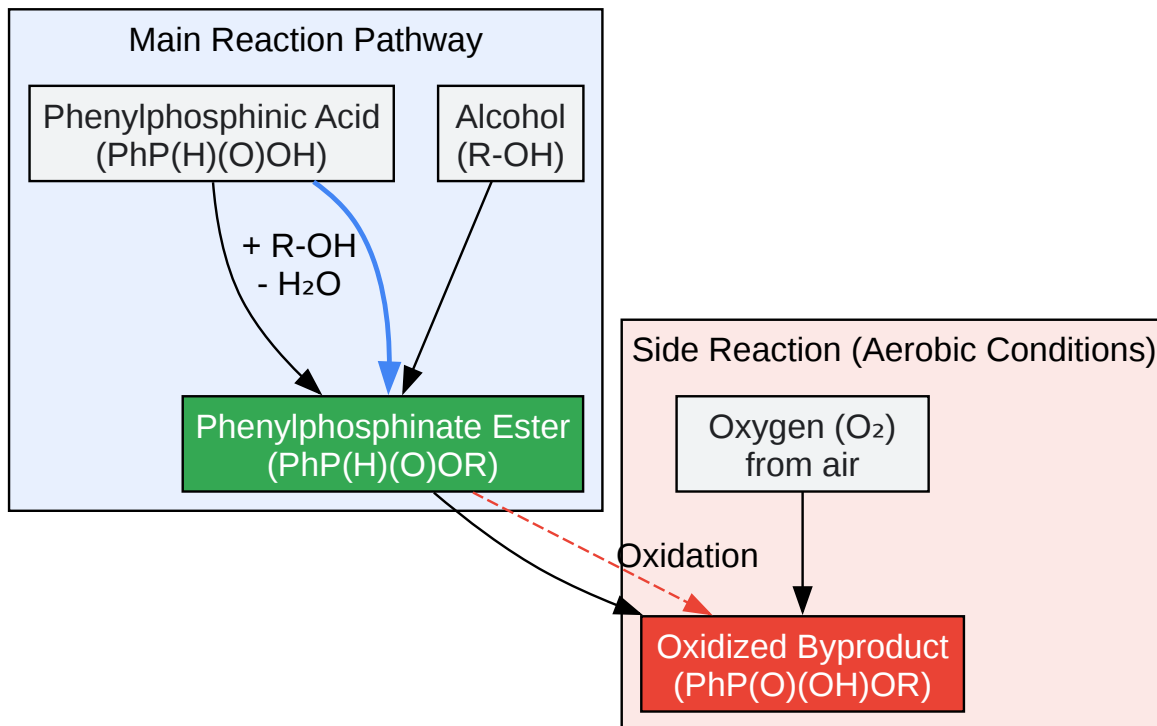 Main Reaction Pathway
Phenylphosphinic Acid
(PhP(H)(O)OH)
Alcohol
(R-OH)
+ R-OH
- H₂O
Phenylphosphinate Ester
(PhP(H)(O)OR)
Side Reaction (Aerobic Conditions)
Oxygen (O₂)
from air
Oxidation
Oxidized Byproduct
(PhP(O)(OH)OR)